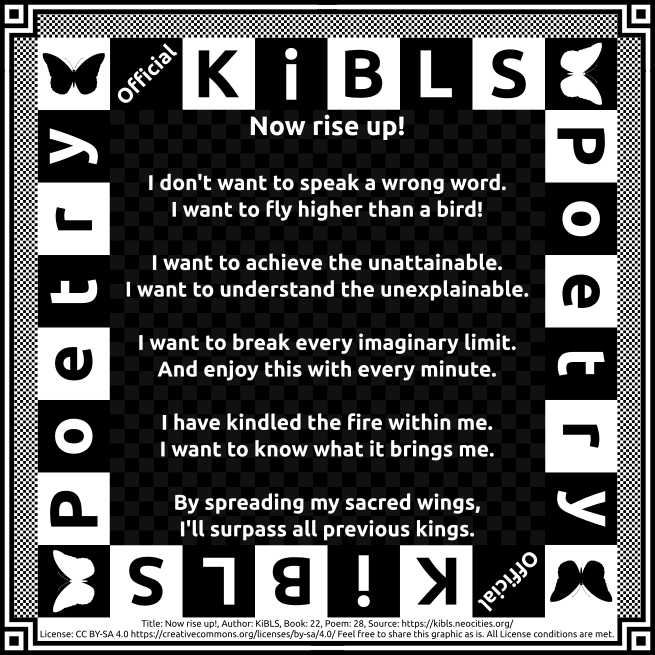 Official KiBLS
Poetry
Poetry
Now rise up!
I don't want to speak a wrong word.
I want to fly higher than a bird!
I want to achieve the unattainable.
I want to understand the unexplainable.
I want to break every imaginary limit.
And enjoy this with every minute.
I have kindled the fire within me.
I want to know what it brings me.
By spreading my sacred wings,
I'll surpass all previous kings.
Official KiBLS
Title: Now rise up!, Author: KiBLS, Book: 22, Poem: 28, Source: https://kibls.neocities.org/
License: CC BY-SA 4.0 https://creativecommons.org/licenses/by-sa/4.0/ Feel free to share this graphic as is. All License conditions are met.